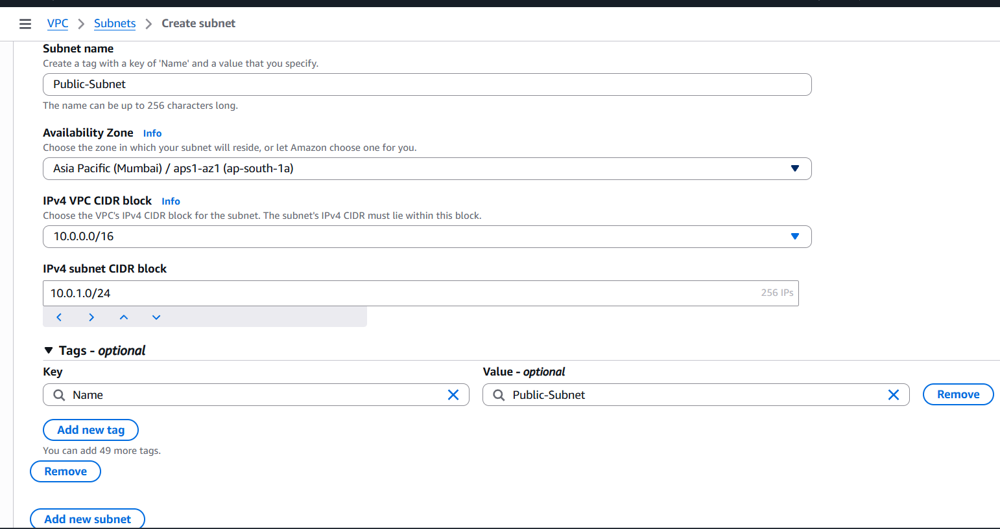 VPC > Subnets > Create subnet
Subnet name
Create a tag with a key of 'Name' and a value that you specify.
Public-Subnet
The name can be up to 256 characters long.
Availability Zone Info
Choose the zone in which your subnet will reside, or let Amazon choose one for you.
Asia Pacific (Mumbai) / aps1-az1 (ap-south-1a)
IPv4 VPC CIDR block Info
Choose the VPC's IPv4 CIDR block for the subnet. The subnet's IPv4 CIDR must lie within this block.
10.0.0.0/16
IPv4 subnet CIDR block
10.0.1.0/24 256 IPs
Tags - optional
Key Value - optional
Name Public-Subnet Remove
Add new tag
You can add 49 more tags.
Remove
Add new subnet